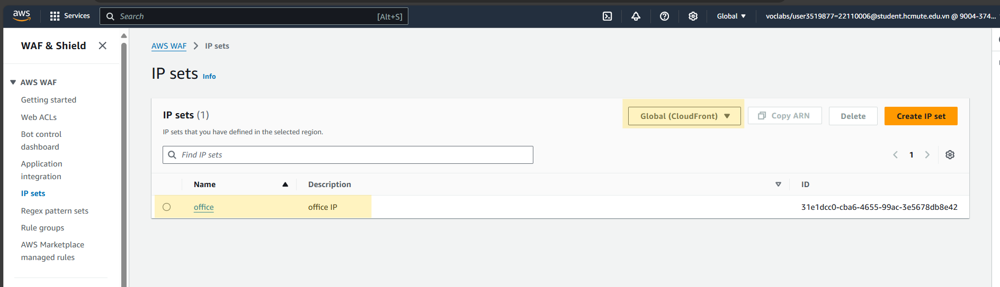 aws
Services
Search
[Alt+S]
Global
voclabs/user3519877=22110006@student.hcmute.edu.vn @ 9004-374...
WAF & Shield
AWS WAF
Getting started
Web ACLs
Bot control
dashboard
Application
integration
IP sets
Regex pattern sets
Rule groups
AWS Marketplace
managed rules
AWS WAF
IP sets
IP sets
Info
IP sets (1)
Global (CloudFront)
Copy ARN
Delete
Create IP set
IP sets that you have defined in the selected region.
Find IP sets
1
Name
Description
ID
office
office IP
31e1dcc0-cba6-4655-99ac-3e5678db8e42